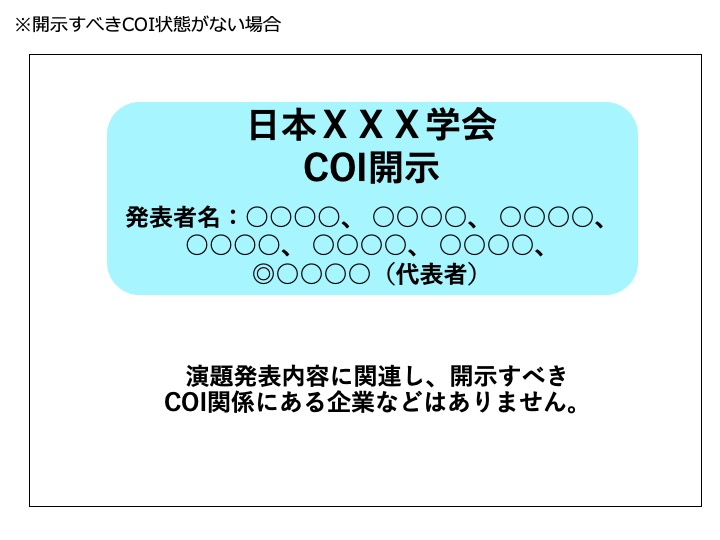 ※開示すべきCOI状態がない場合
日本ＸＸＸ学会
COI開示
発表者名：○○○○、 ○○○○、 ○○○○、
○○○○、 ○○○○、 ○○○○、
◎○○○○（代表者）
演題発表内容に関連し、開示すべき
COI関係にある企業などはありません。